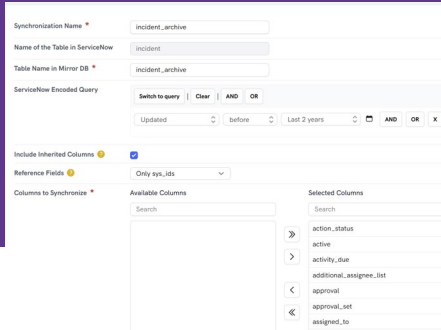 Synchronization Name *
incident_archive
Name of the Table in ServiceNow
incident
Table Name in Mirror DB *
incident_archive
ServiceNow Encoded Query
Switch to query | Clear | AND OR
Updated before Last 2 years AND OR X
Include Inherited Columns ?
Reference Fields ?
Only sys_ids
Columns to Synchronize *
Available Columns Selected Columns
Search Search
action_status
active
activity_due
additional_assignee_list
approval
approval_set
assigned_to